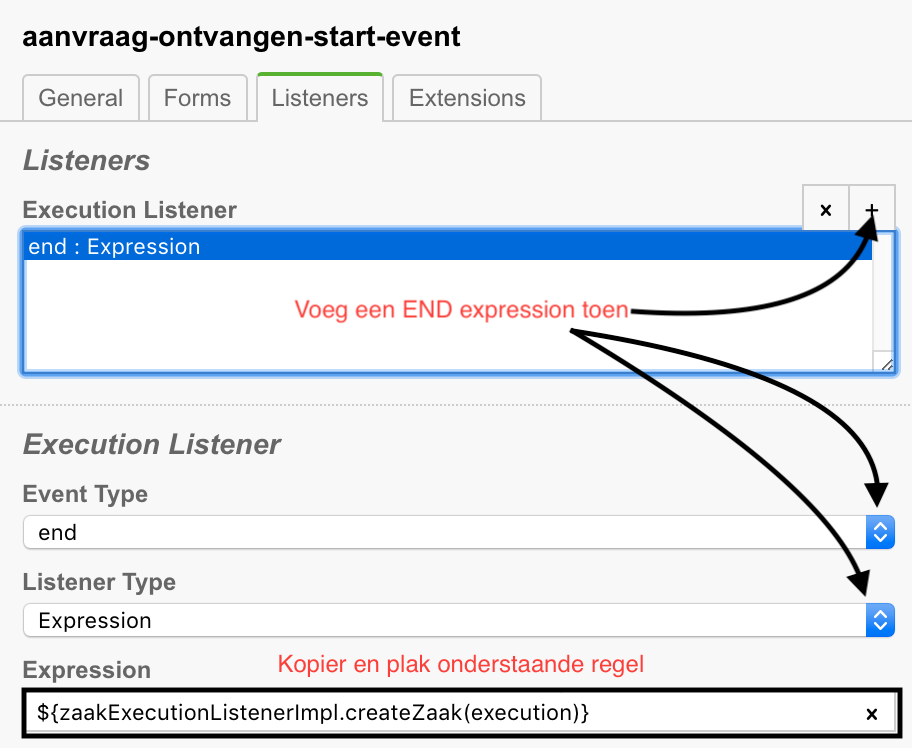 aanvraag-ontvangen-start-event
General Forms Listeners Extensions
Listeners
Execution Listener
× +
end : Expression
Voeg een END expression toen
Execution Listener
Event Type
end
Listener Type
Expression
Expression
Kopier en plak onderstaande regel
${zaakExecutionListenerImpl.createZaak(execution)} ×